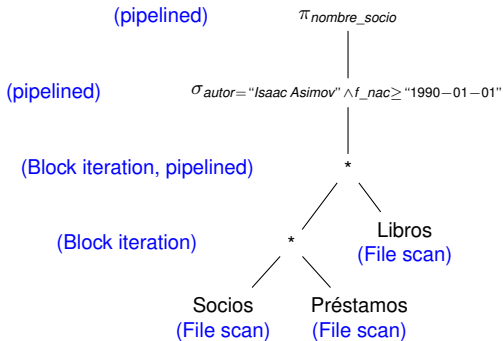 (pipelined) π nombre_socio
(pipelined) σ autor=“Isaac Asimov” ∧ f_nac≥ “1990−01−01”
(Block iteration, pipelined) *
(Block iteration) * Libros
(File scan)
Socios Préstamos
(File scan) (File scan)